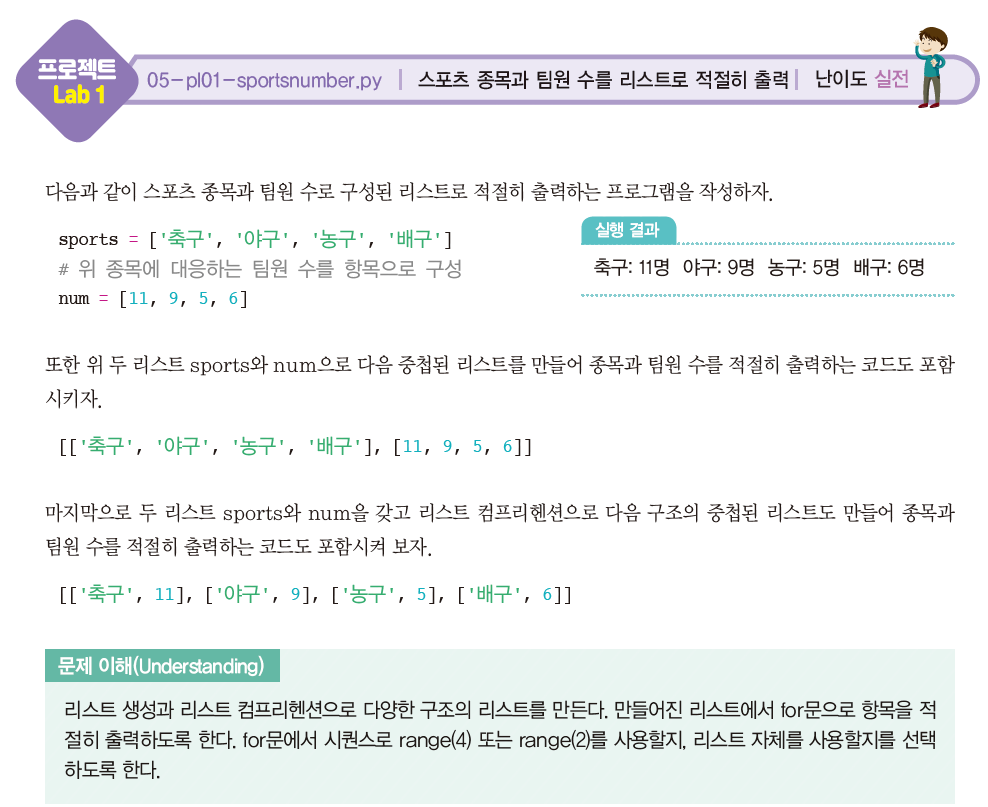 프로젝트
Lab 1
05-pl01-sportsnumber.py | 스포츠 종목과 팀원 수를 리스트로 적절히 출력 | 난이도 실전
다음과 같이 스포츠 종목과 팀원 수로 구성된 리스트로 적절히 출력하는 프로그램을 작성하자.
sports = ['축구', '야구', '농구', '배구']
# 위 종목에 대응하는 팀원 수를 항목으로 구성
num = [11, 9, 5, 6]
실행 결과
축구: 11명 야구: 9명 농구: 5명 배구: 6명
또한 위 두 리스트 sports와 num으로 다음 중첩된 리스트를 만들어 종목과 팀원 수를 적절히 출력하는 코드도 포함
시키자.
[['축구', '야구', '농구', '배구'], [11, 9, 5, 6]]
마지막으로 두 리스트 sports와 num을 갖고 리스트 컴프리헨션으로 다음 구조의 중첩된 리스트도 만들어 종목과
팀원 수를 적절히 출력하는 코드도 포함시켜 보자.
[['축구', 11], ['야구', 9], ['농구', 5], ['배구', 6]]
문제 이해(Understanding)
리스트 생성과 리스트 컴프리헨션으로 다양한 구조의 리스트를 만든다. 만들어진 리스트에서 for문으로 항목을 적
절히 출력하도록 한다. for문에서 시퀀스로 range(4) 또는 range(2)를 사용할지, 리스트 자체를 사용할지를 선택
하도록 한다.